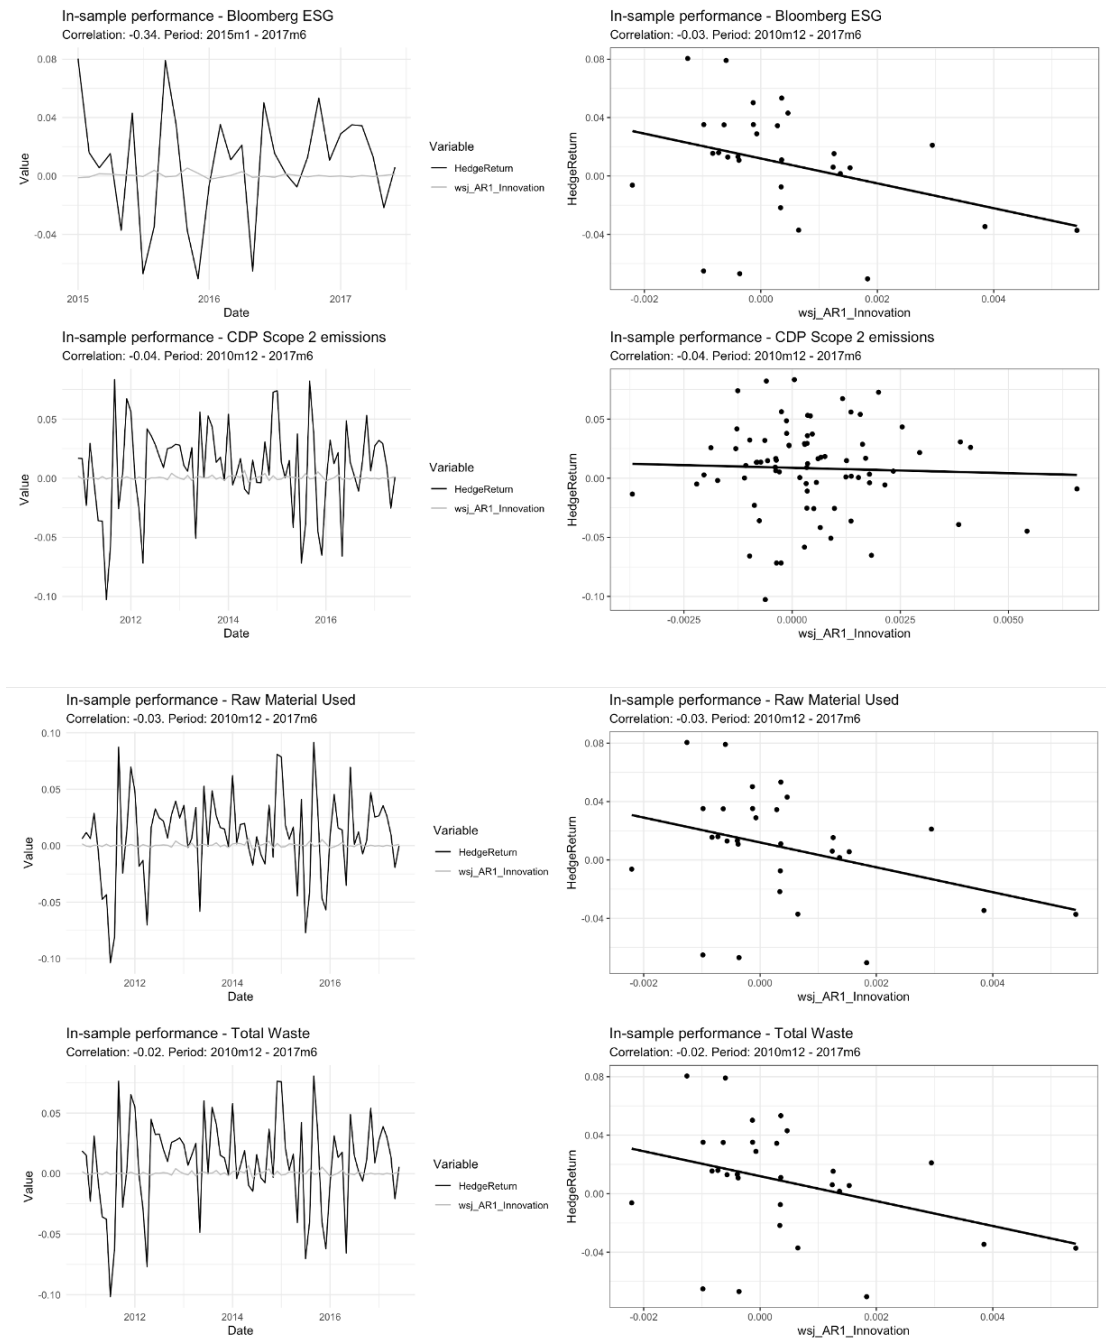 In-sample performance - Bloomberg ESG
Correlation: -0.34. Period: 2015m1 - 2017m6
0.08
0.04
0.00
-0.04
Value
2015
2016
2017
Date
Variable
HedgeReturn
wsj_AR1_Innovation
In-sample performance - Bloomberg ESG
Correlation: -0.03. Period: 2010m12 - 2017m6
0.08
0.04
0.00
-0.04
HedgeReturn
-0.002
0.000
0.002
0.004
wsj_AR1_Innovation
In-sample performance - CDP Scope 2 emissions
Correlation: -0.04. Period: 2010m12 - 2017m6
0.05
0.00
-0.05
-0.10
Value
2012
2014
2016
Date
Variable
HedgeReturn
wsj_AR1_Innovation
In-sample performance - CDP Scope 2 emissions
Correlation: -0.04. Period: 2010m12 - 2017m6
0.05
0.00
-0.05
-0.10
HedgeReturn
-0.0025
0.0000
0.0025
0.0050
wsj_AR1_Innovation
In-sample performance - Raw Material Used
Correlation: -0.03. Period: 2010m12 - 2017m6
0.10
0.05
0.00
-0.05
-0.10
Value
2012
2014
2016
Date
Variable
HedgeReturn
wsj_AR1_Innovation
In-sample performance - Raw Material Used
Correlation: -0.03. Period: 2010m12 - 2017m6
0.08
0.04
0.00
-0.04
HedgeReturn
-0.002
0.000
0.002
0.004
wsj_AR1_Innovation
In-sample performance - Total Waste
Correlation: -0.02. Period: 2010m12 - 2017m6
0.05
0.00
-0.05
-0.10
Value
2012
2014
2016
Date
Variable
HedgeReturn
wsj_AR1_Innovation
In-sample performance - Total Waste
Correlation: -0.02. Period: 2010m12 - 2017m6
0.08
0.04
0.00
-0.04
HedgeReturn
-0.002
0.000
0.002
0.004
wsj_AR1_Innovation